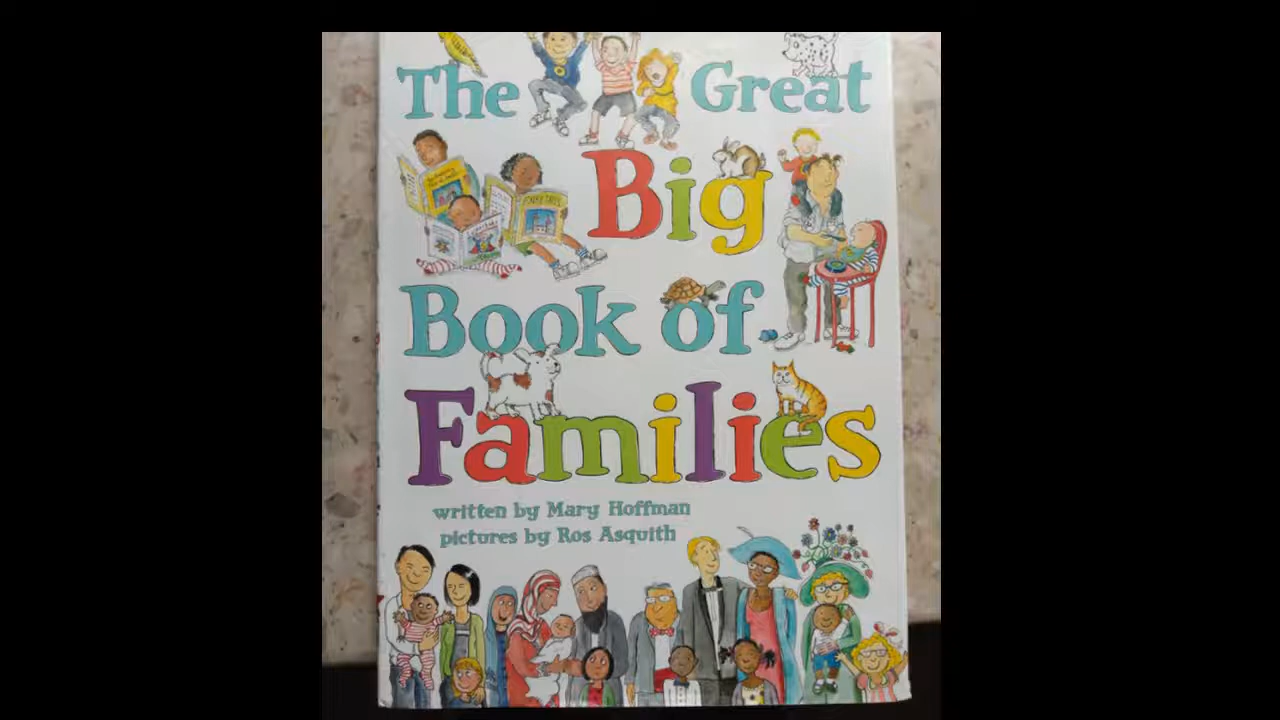 The Great
Big
Book of
Families
written by Mary Hoffman
pictures by Ros Asquith